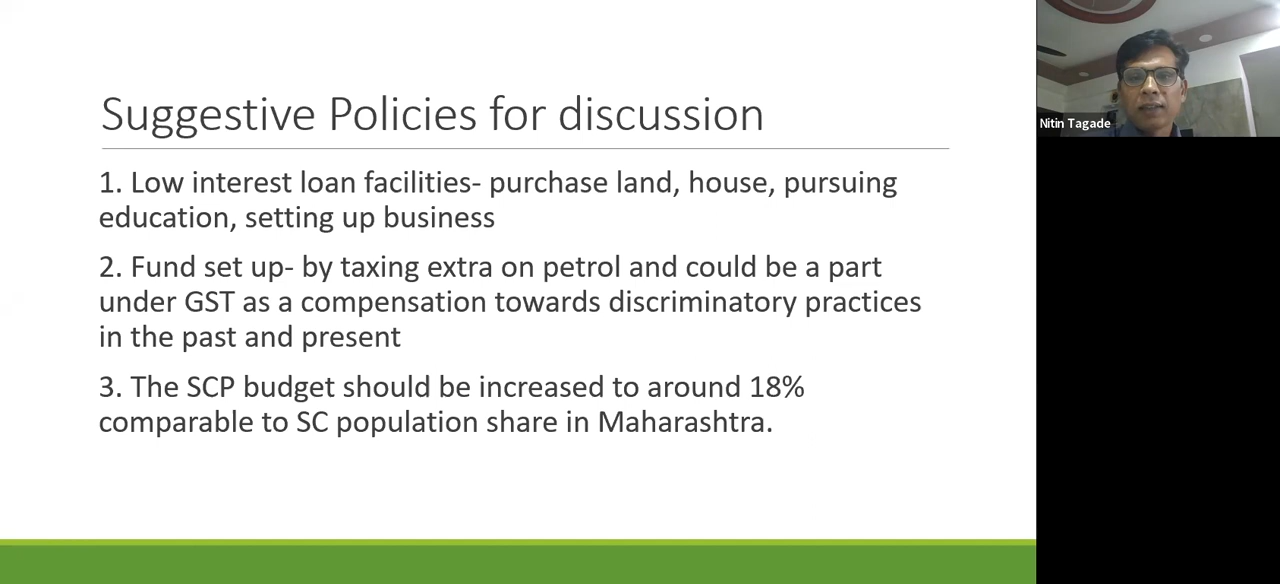 Suggestive Policies for discussion
1. Low interest loan facilities- purchase land, house, pursuing
education, setting up business
2. Fund set up- by taxing extra on petrol and could be a part
under GST as a compensation towards discriminatory practices
in the past and present
3. The SCP budget should be increased to around 18%
comparable to SC population share in Maharashtra.
Nitin Tagade